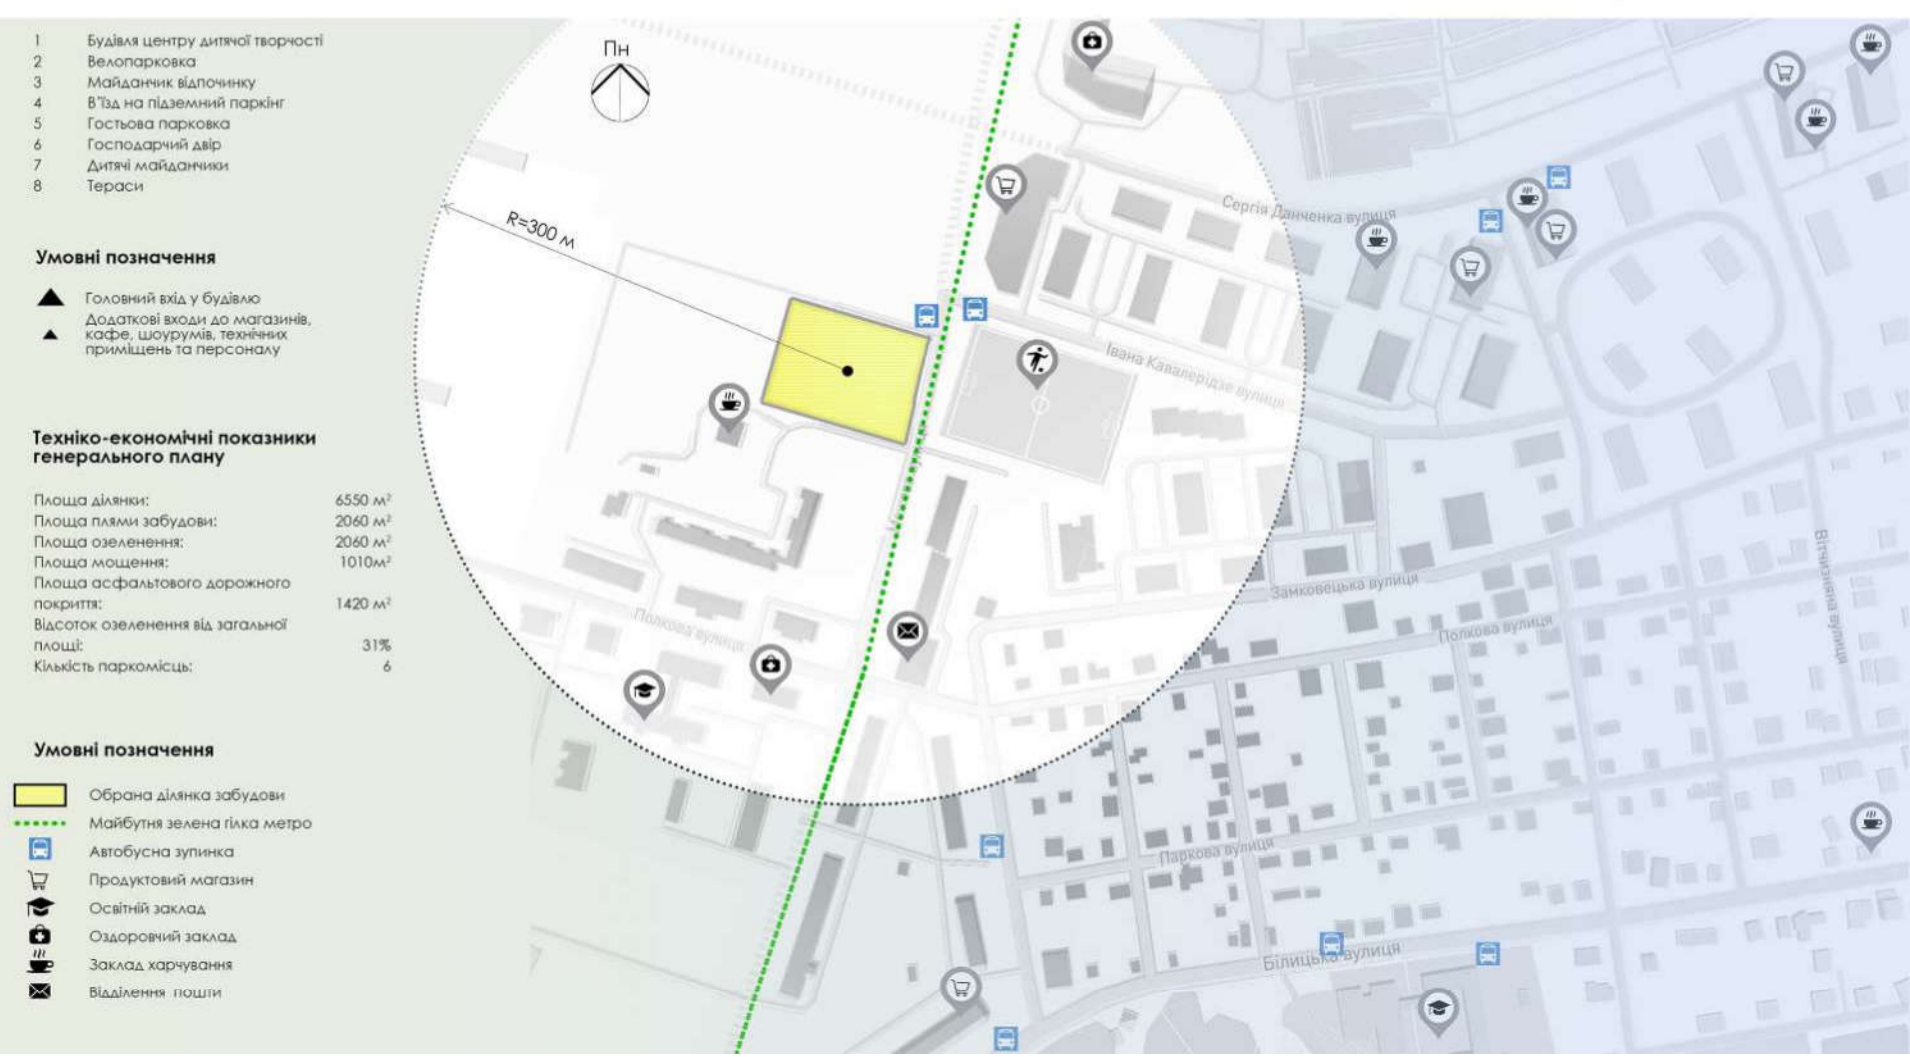 1 Будівля центру дитячої творчості
2 Велопарковка
3 Майданчик відпочинку
4 В'їзд на підземний паркінг
5 Гостьова парковка
6 Господарчий двір
7 Дитячі майданчики
8 Тераси
Умовні позначення
Головний вхід у будівлю
Додаткові входи до магазинів,
кафе, шоурумів, технічних
приміщень та персоналу
Техніко-економічні показники
генерального плану
Площа ділянки: 6550 м²
Площа плями забудови: 2060 м²
Площа озеленення: 2060 м²
Площа мощення: 1010м²
Площа асфальтового дорожного
покриття: 1420 м²
Відсоток озеленення від загальної
площі: 31%
Кількість паркомісць: 6
Умовні позначення
Обрана ділянка забудови
Майбутня зелена гілка метро
Автобусна зупинка
Продуктовий магазин
Освітній заклад
Оздоровчий заклад
Заклад харчування
Відділення пошти
Пн
R=300 м
Сергія Данченка вулиця
Івана Кавалерідзе вулиця
Замковецька вулиця
Полкова вулиця
Полкова вулиця
Вітчизняна вулиця
Паркова вулиця
Білицька вулиця